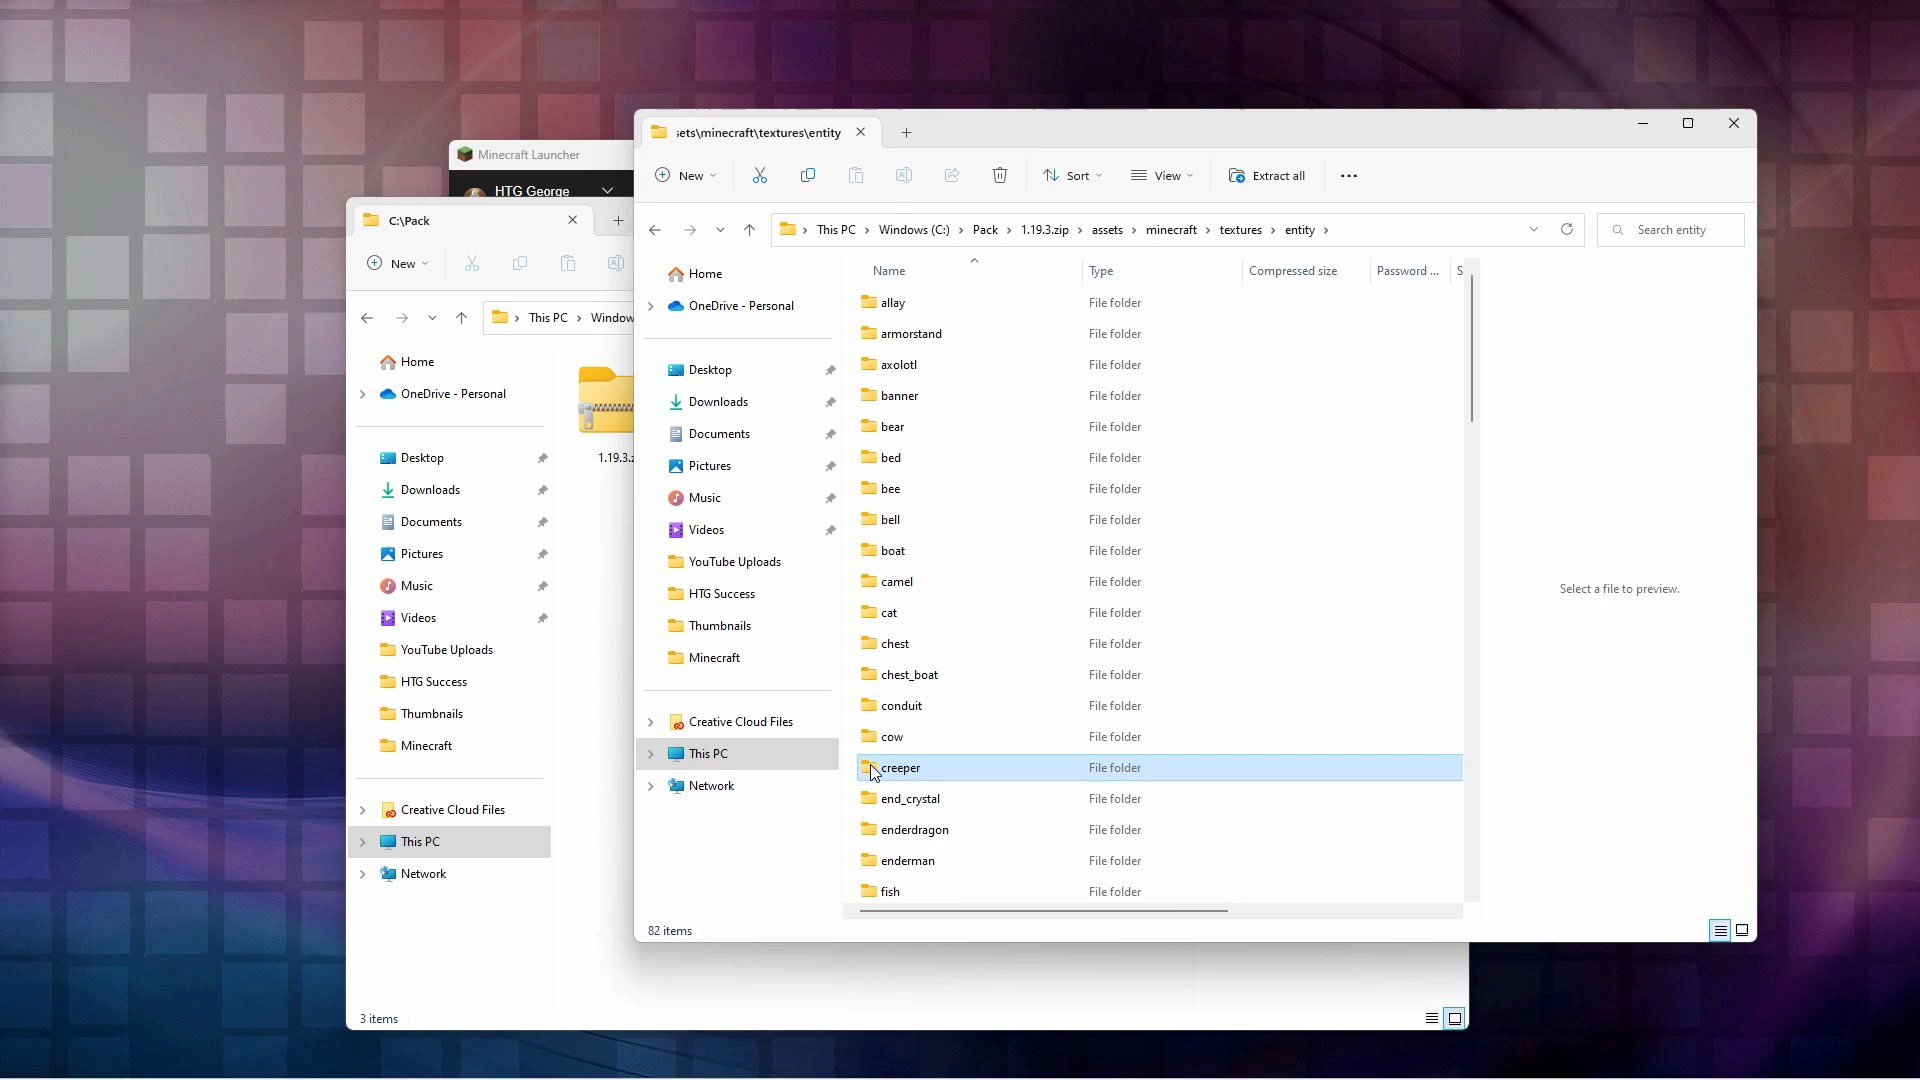 Minecraft Launcher
HTG George
C:\Pack
New
This PC
Window
Home
OneDrive - Personal
Desktop
Downloads
Documents
Pictures
Music
Videos
YouTube Uploads
HTG Success
Thumbnails
Minecraft
Creative Cloud Files
This PC
Network
1.19.3.z
3 items
sets\minecraft\textures\entity
New
Sort
View
Extract all
This PC
Windows (C:)
Pack
1.19.3.zip
assets
minecraft
textures
entity
Search entity
Home
OneDrive - Personal
Desktop
Downloads
Documents
Pictures
Music
Videos
YouTube Uploads
HTG Success
Thumbnails
Minecraft
Creative Cloud Files
This PC
Network
Name Type Compressed size Password ... S
allay File folder
armorstand File folder
axolotl File folder
banner File folder
bear File folder
bed File folder
bee File folder
bell File folder
boat File folder
camel File folder
cat File folder
chest File folder
chest_boat File folder
conduit File folder
cow File folder
creeper File folder
end_crystal File folder
enderdragon File folder
enderman File folder
fish File folder
Select a file to preview.
82 items